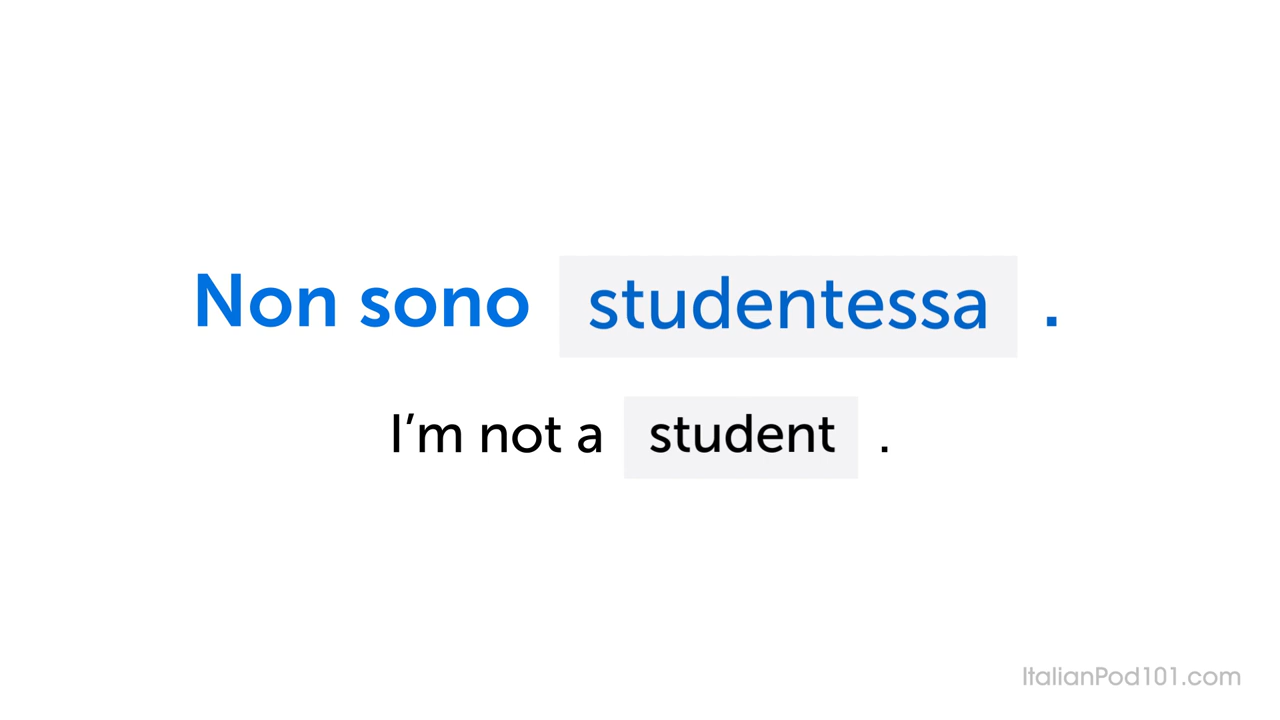 Non sono studentessa .
I'm not a student .
ItalianPod101.com